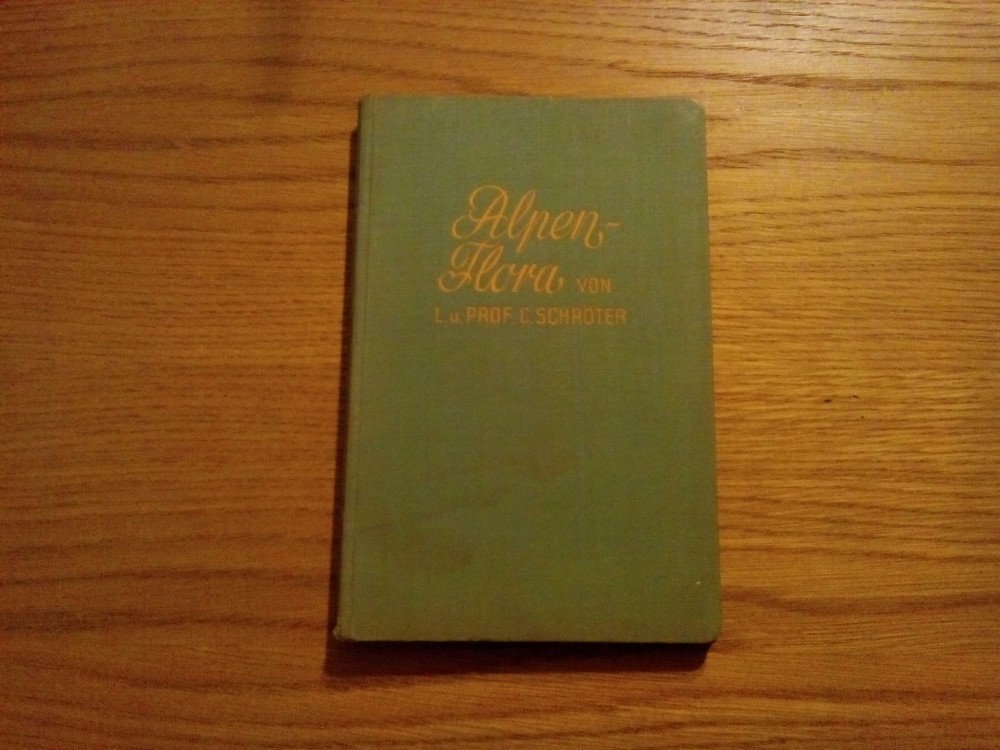 Alpen-
Flora VON
L. u. PROF. C. SCHRÖTER